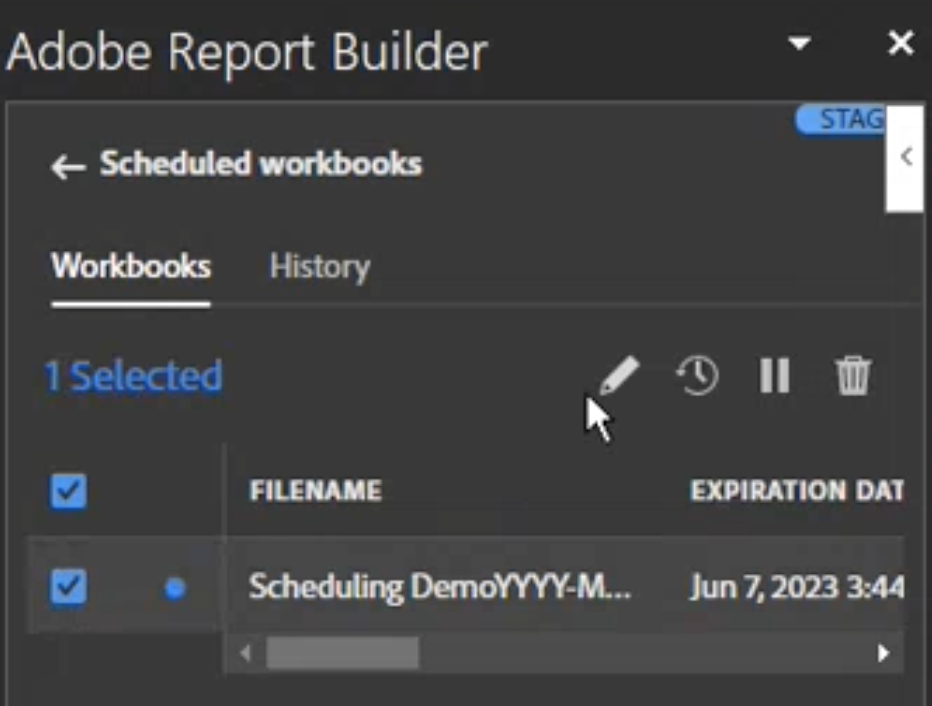 Adobe Report Builder
STAG
Scheduled workbooks
Workbooks History
1 Selected
FILENAME EXPIRATION DAT
Scheduling DemoYYYY-M... Jun 7, 2023 3:44